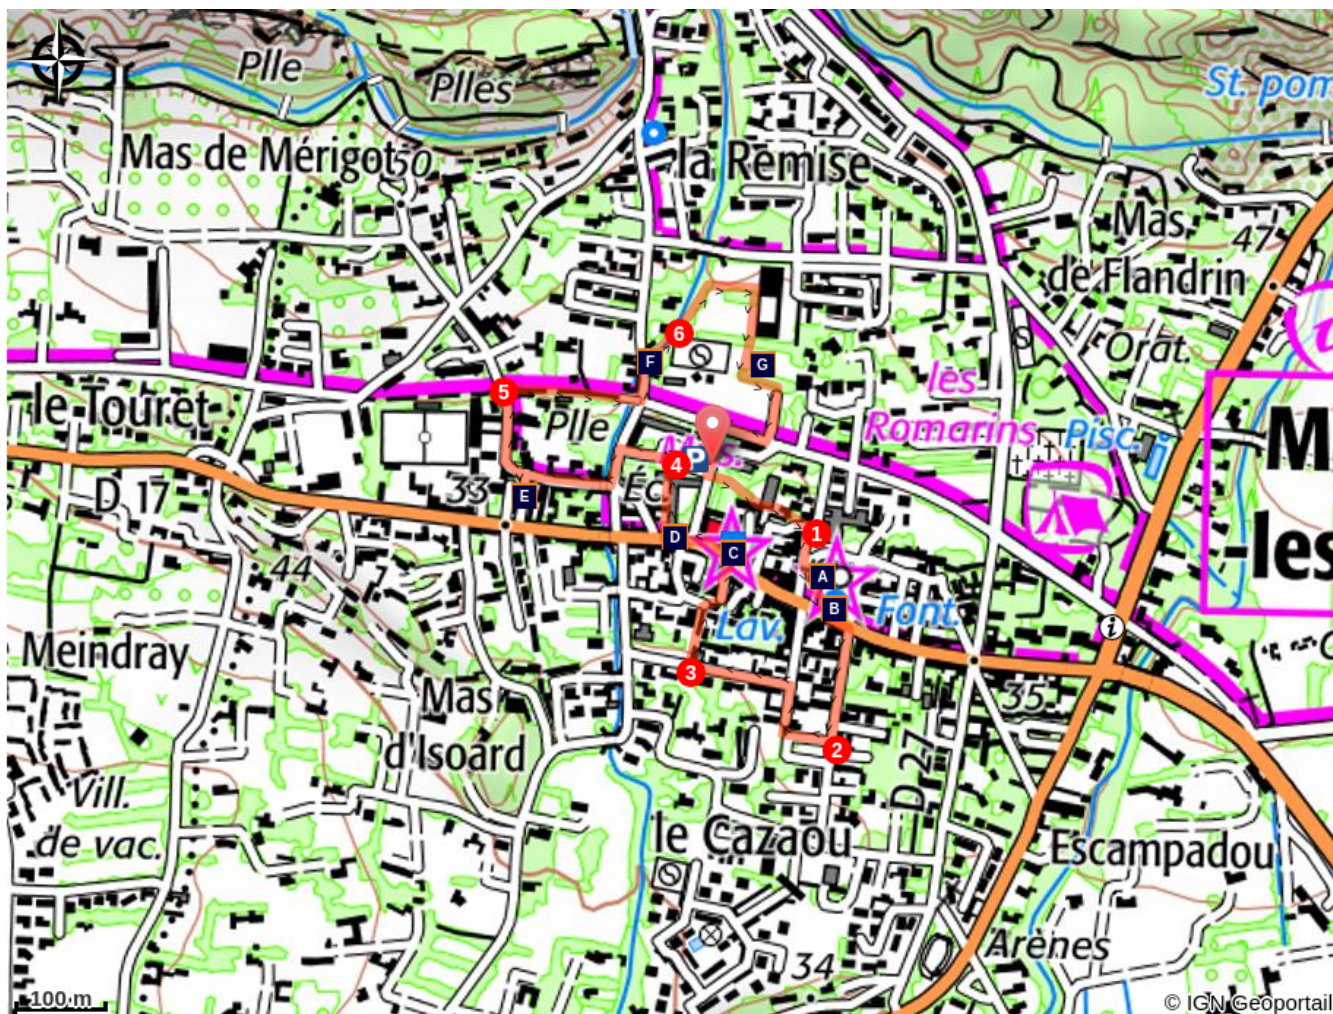 Plle
Plles
St. pom
Mas de Mérigot
50
la Remise
Mas
de Flandrin
47
6
F
G
Orat.
5
les
Romarins
le Touret
Plle
Pisc.
M
4
P
33
Éc
E
D 17
1
-les
D
C
A
44
B
Font.
Lav.
i
Meindray
3
35
Mas
d'Isoard
2
D 27
Vill.
de vac.
le Cazaou
Escampadou
Arènes
34
100 m
© IGN Geoportail